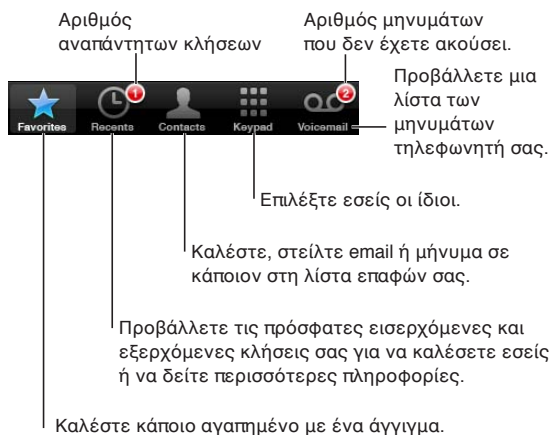 Αριθμός
αναπάντητων κλήσεων
Αριθμός μηνυμάτων
που δεν έχετε ακούσει.
Προβάλλετε μια
λίστα των
μηνυμάτων
τηλεφωνητή σας.
1
2
Favorites
Recents
Contacts
Keypad
Voicemail
Επιλέξτε εσείς οι ίδιοι.
Καλέστε, στείλτε email ή μήνυμα σε
κάποιον στη λίστα επαφών σας.
Προβάλλετε τις πρόσφατες εισερχόμενες και
εξερχόμενες κλήσεις σας για να καλέσετε εσείς
ή να δείτε περισσότερες πληροφορίες.
Καλέστε κάποιο αγαπημένο με ένα άγγιγμα.